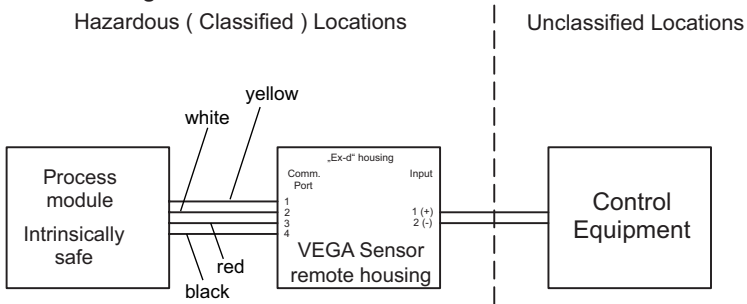 Hazardous ( Classified ) Locations
Unclassified Locations
yellow
white
Process
module
Intrinsically
safe
red
black
„Ex-d“ housing
Comm.
Port
Input
1
2
3
4
1 (+)
2 (-)
VEGA Sensor
remote housing
Control
Equipment